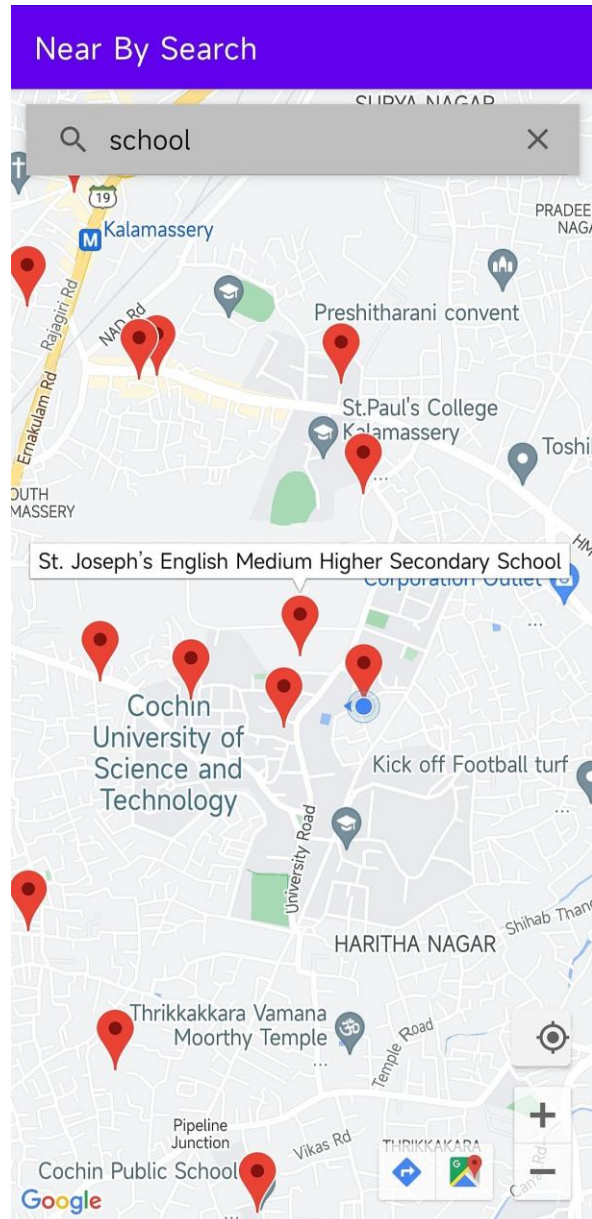 Near By Search
SURYA NAGAR
school
19
PRADEE
NAGA
M
Kalamassery
Rajagiri Rd
NAD Rd
Preshitharani convent
Ernakulam Rd
St.Paul's College
Kalamassery
Toshi
OUTH
MASSERY
HM
St. Joseph's English Medium Higher Secondary School
Corporation Outlet
Cochin
University of
Science and
Technology
Kick off Football turf
University Road
HARITHA NAGAR
Shihab Thang
Thrikkakkara Vamana
Moorthy Temple
Temple Road
Pipeline
Junction
Vikas Rd
THRIKKAKARA
Cochin Public School
Google